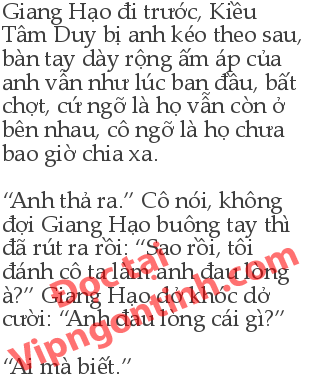 Giang Hạo đi trước, Kiều
Tâm Duy bị anh kéo theo sau,
bàn tay dày rộng ấm áp của
anh vẫn như lúc ban đầu, bất
chợt, cứ ngỡ là họ vẫn còn ở
bên nhau, cô ngỡ là họ chưa
bao giờ chia xa.
“Anh thả ra.” Cô nói, không
đợi Giang Hạo buông tay thì
đã rút ra rồi: “Sao rồi, tôi
đánh cô ta làm anh đau lòng
à?” Giang Hạo dở khóc dở
cười: “Anh đau lòng cái gì?”
“Ai mà biết.”
Đọc tại
Vipngontinh.com